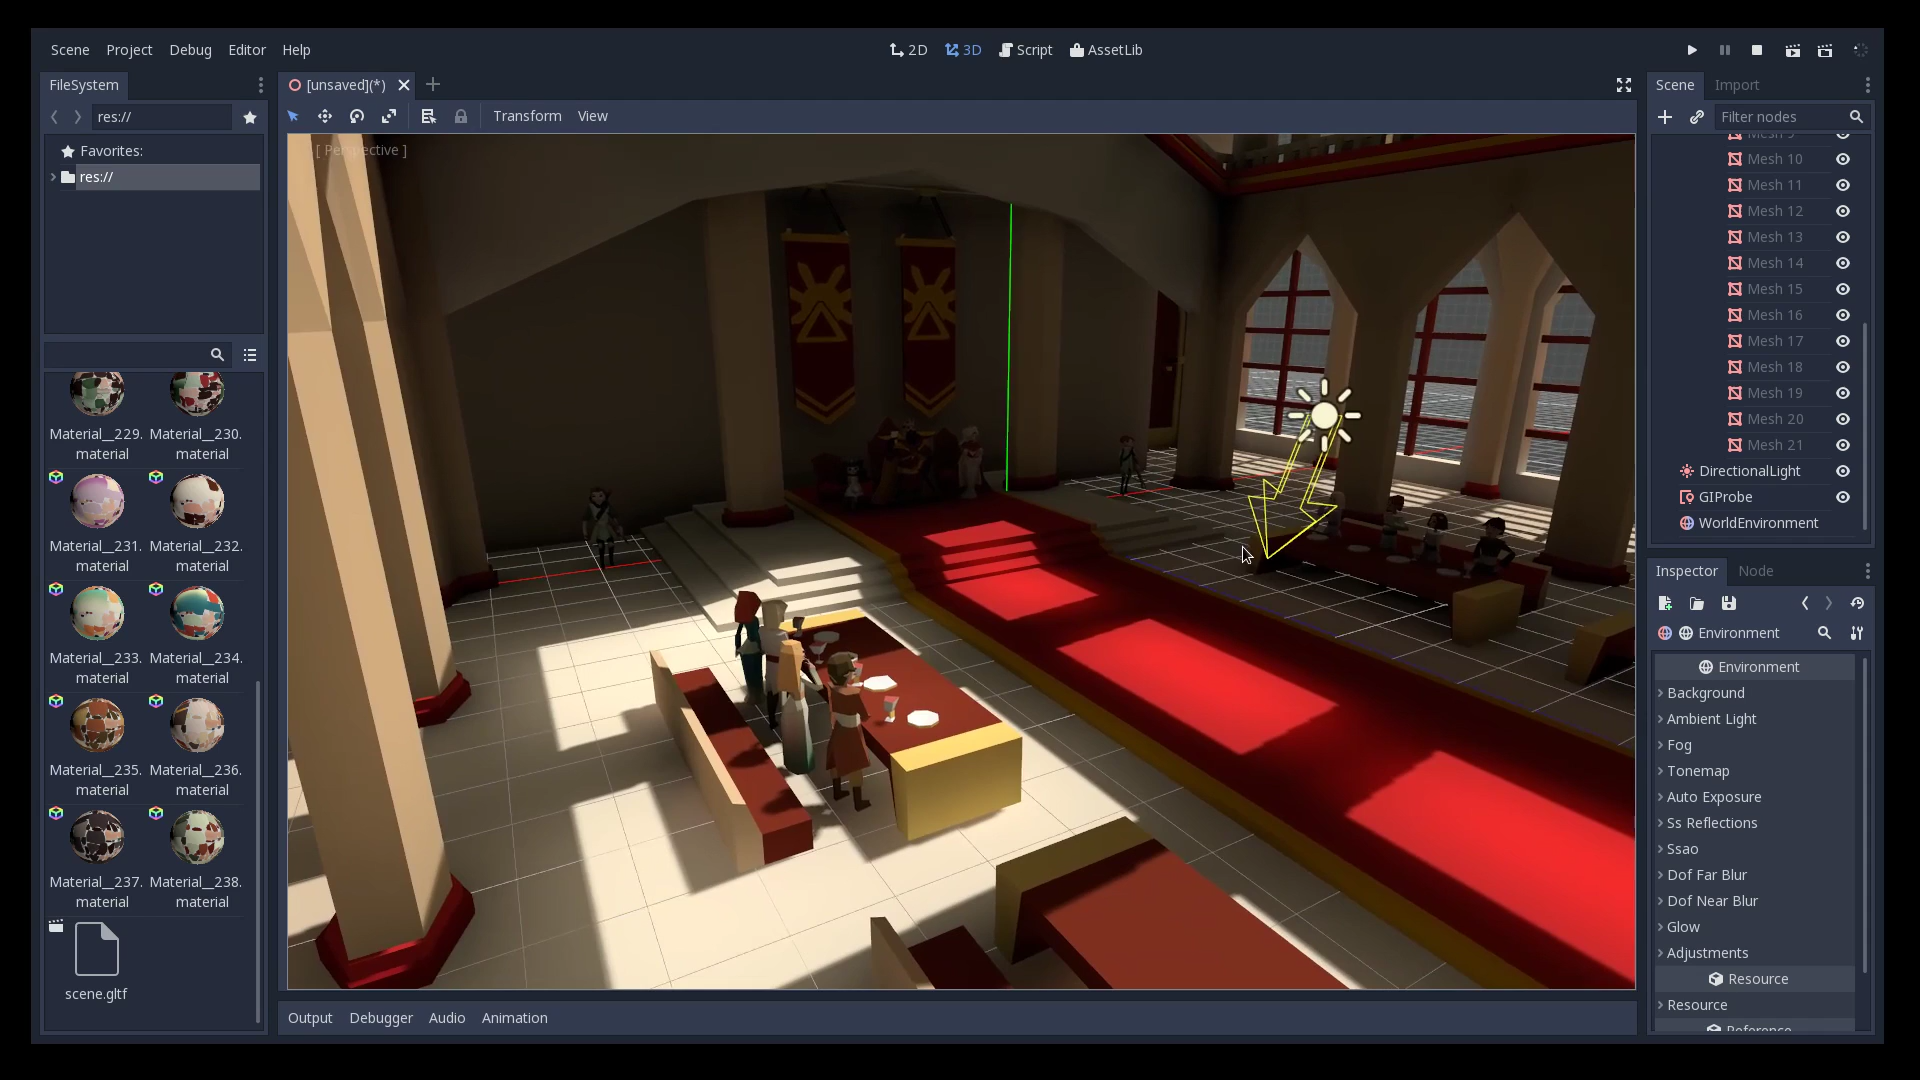 Scene Project Debug Editor Help
2D 3D Script AssetLib
FileSystem
[unsaved](*)
Scene Import
res://
Transform View
Filter nodes
Favorites:
res://
[ Perspective ]
Mesh 9
Mesh 10
Mesh 11
Mesh 12
Mesh 13
Mesh 14
Mesh 15
Mesh 16
Mesh 17
Mesh 18
Mesh 19
Mesh 20
Mesh 21
DirectionalLight
GIProbe
WorldEnvironment
Material__229. Material__230.
material material
Material__231. Material__232.
material material
Material__233. Material__234.
material material
Material__235. Material__236.
material material
Material__237. Material__238.
material material
scene.gltf
Inspector Node
Environment
Environment
Background
Ambient Light
Fog
Tonemap
Auto Exposure
Ss Reflections
Ssao
Dof Far Blur
Dof Near Blur
Glow
Adjustments
Resource
Resource
Reference
Output Debugger Audio Animation